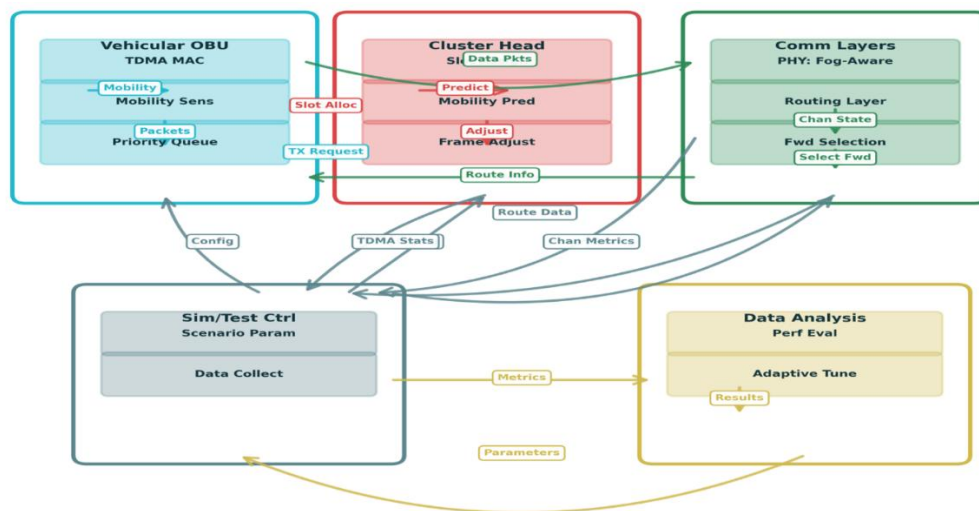 Vehicular OBU
TDMA MAC
Mobility
Mobility Sens
Packets
Priority Queue
Slot Alloc
TX Request
Cluster Head
Data Pkts
Predict
Mobility Pred
Adjust
Frame Adjust
Route Info
Comm Layers
PHY: Fog-Aware
Routing Layer
Chan State
Fwd Selection
Select Fwd
Route Data
Config
TDMA Stats
Chan Metrics
Sim/Test Ctrl
Scenario Param
Data Collect
Metrics
Data Analysis
Perf Eval
Adaptive Tune
Results
Parameters